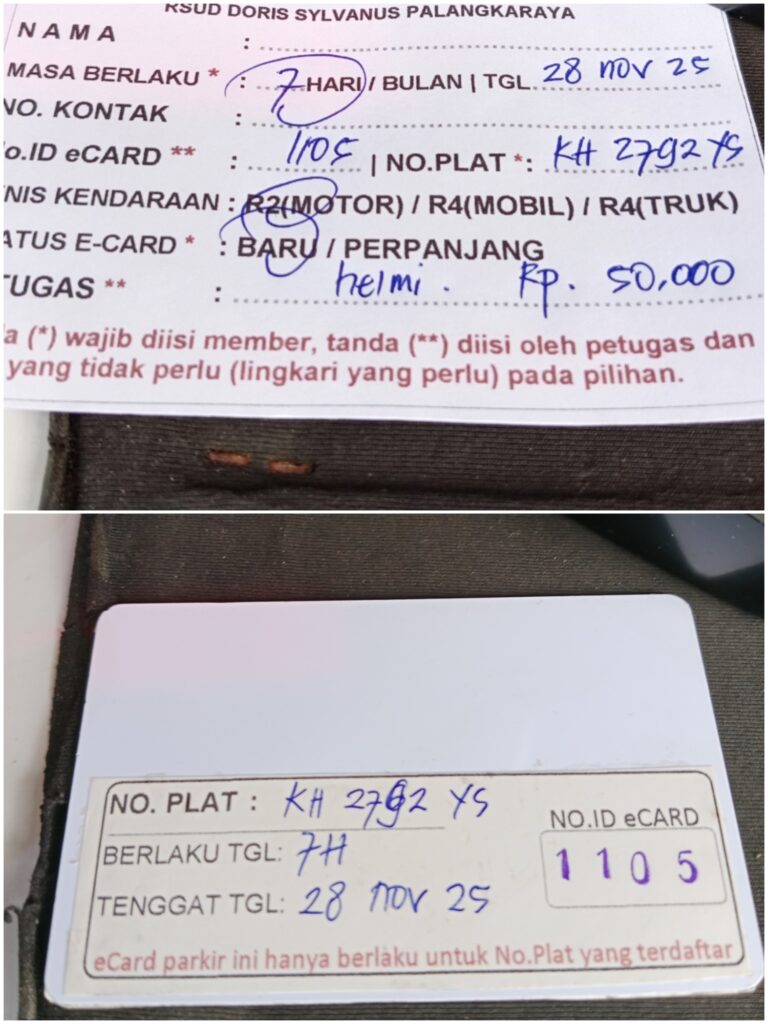 RSUD DORIS SYLVANUS PALANGKARAYA
NAMA :
MASA BERLAKU * : 7 HARI / BULAN | TGL 28 NOV 25
NO. KONTAK :
o.ID eCARD ** : 1105 | NO.PLAT *: KH 2792 YS
NIS KENDARAAN : R2(MOTOR) / R4(MOBIL) / R4(TRUK)
ATUS E-CARD * : BARU / PERPANJANG
TUGAS ** : helmi. Rp. 50,000
a (*) wajib diisi member, tanda (**) diisi oleh petugas dan
yang tidak perlu (lingkari yang perlu) pada pilihan.
NO. PLAT : KH 2792 YS
BERLAKU TGL: 7H
TENGGAT TGL: 28 NOV 25
NO.ID eCARD
1105
eCard parkir ini hanya berlaku untuk No.Plat yang terdaftar